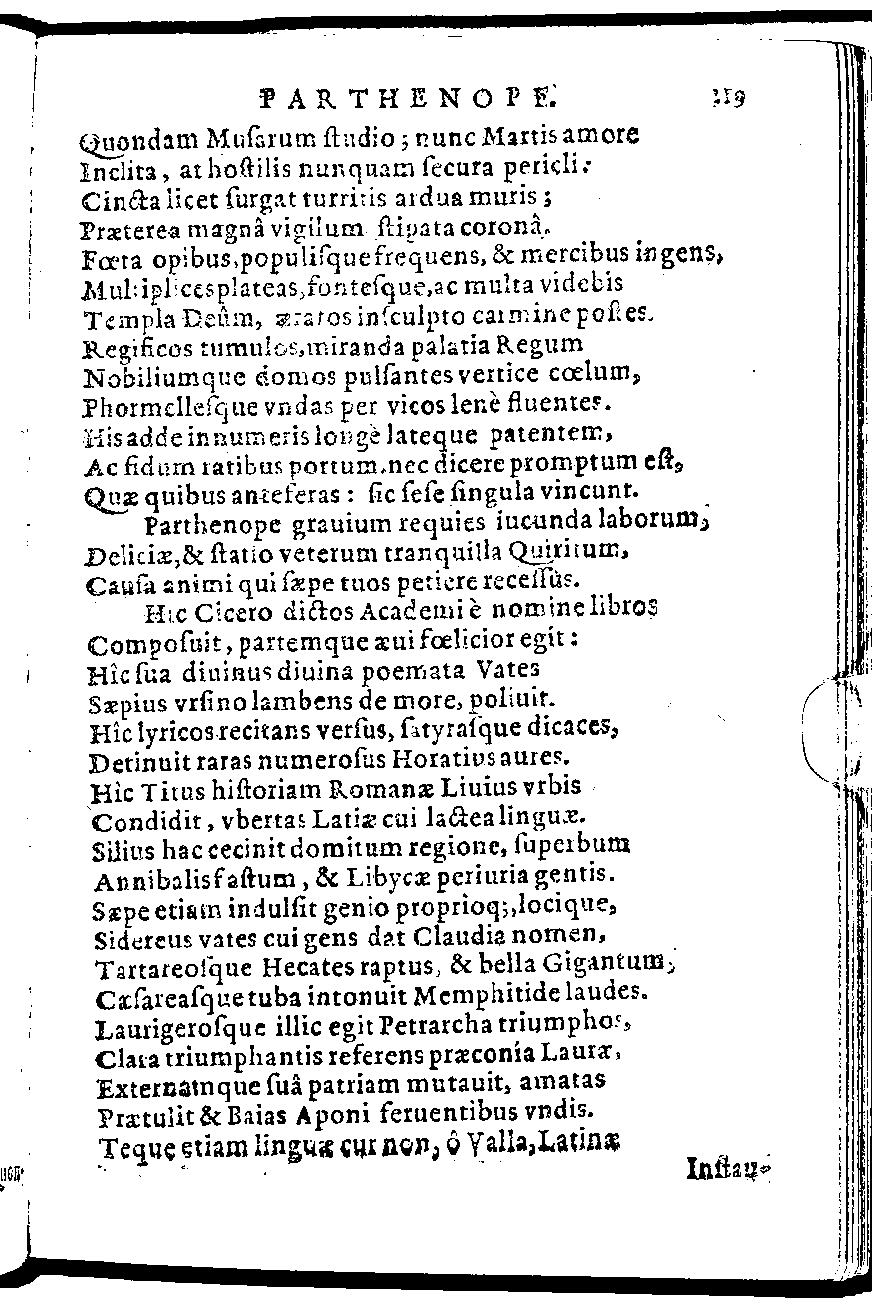 PARTHENOPE. 119
Quondam Muſarum ſtudio; nunc Martis amore
Inclita, at hoſtilis nunquam ſecura pericli:
Cincta licet ſurgat turritis ardua muris;
Præterea magnâ vigilum ſtipata coronâ.
Fœta opibus, populiſque frequens, & mercibus ingens,
Multiplices plateas, fonteſque, ac multa videbis
Templa Deûm, æratos inſculpto carmine poſtes.
Regificos tumulos, miranda palatia Regum
Nobiliumque domos pulſantes vertice cœlum,
Phormelleſque vndas per vicos lenè fluentes.
His adde innumeris longè lateque patentem,
Ac fidum ratibus portum, nec dicere promptum eſt,
Quæ quibus anteferas: ſic ſeſe ſingula vincunt.
Parthenope grauium requies iucunda laborum,
Deliciæ, & ſtatio veterum tranquilla Quiritum,
Cauſa animi qui ſæpe tuos petiere receſſus.
Hic Cicero dictos Academiè nomine libros
Compoſuit, partemque æui fœlicior egit:
Hîc ſua diuinus diuina poemata Vates
Sæpius vrſino lambens de more, poliuit.
Hîc lyricos recitans verſus, ſatyraſque dicaces,
Detinuit raras numeroſus Horatius aures.
Hîc Titus hiſtoriam Romanæ Liuius vrbis
Condidit, vbertas Latiæ cui lactea linguæ.
Silius hac cecinit domitum regione, ſuperbum
Annibalis faſtum, & Libycæ periuria gentis.
Sæpe etiam indulſit genio proprioq;, locique,
Sidereus vates cui gens dat Claudia nomen,
Tartareoſque Hecates raptus, & bella Gigantum,
Cæſareaſque tuba intonuit Memphitide laudes.
Laurigeroſque illic egit Petrarcha triumphos,
Clara triumphantis referens præconia Lauræ,
Externamque ſuâ patriam mutauit, amatas
Prætulit & Baias Aponi feruentibus vndis.
Teque etiam linguæ cur non, ô Valla, Latinæ
Inſtau-